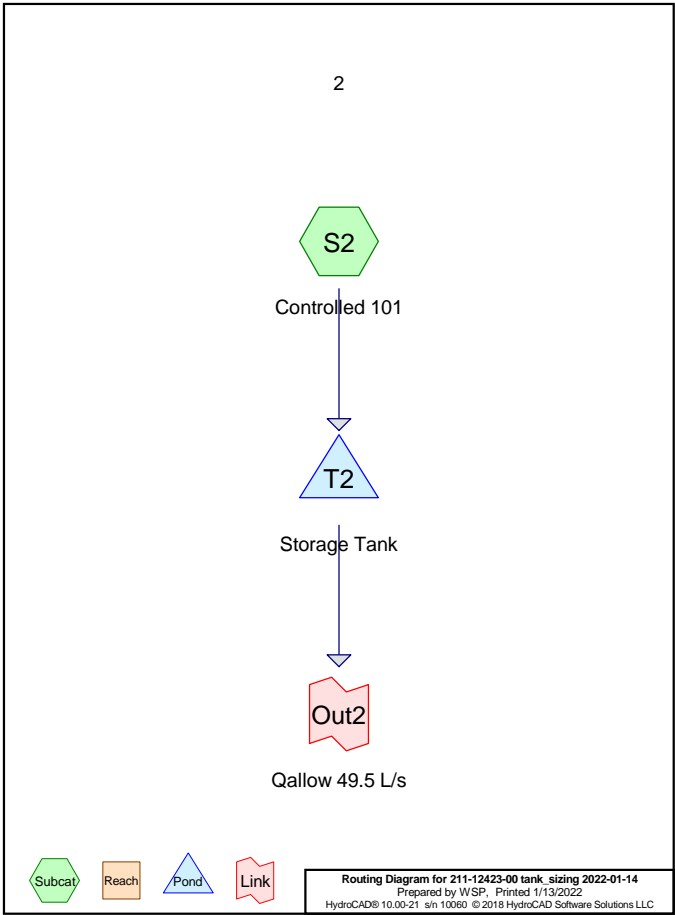 2
S2
Controlled 101
T2
Storage Tank
Out2
Qallow 49.5 L/s
Subcat
Reach
Pond
Link
Routing Diagram for 211-12423-00 tank_sizing 2022-01-14
Prepared by WSP, Printed 1/13/2022
HydroCAD® 10.00-21 s/n 10060 © 2018 HydroCAD Software Solutions LLC